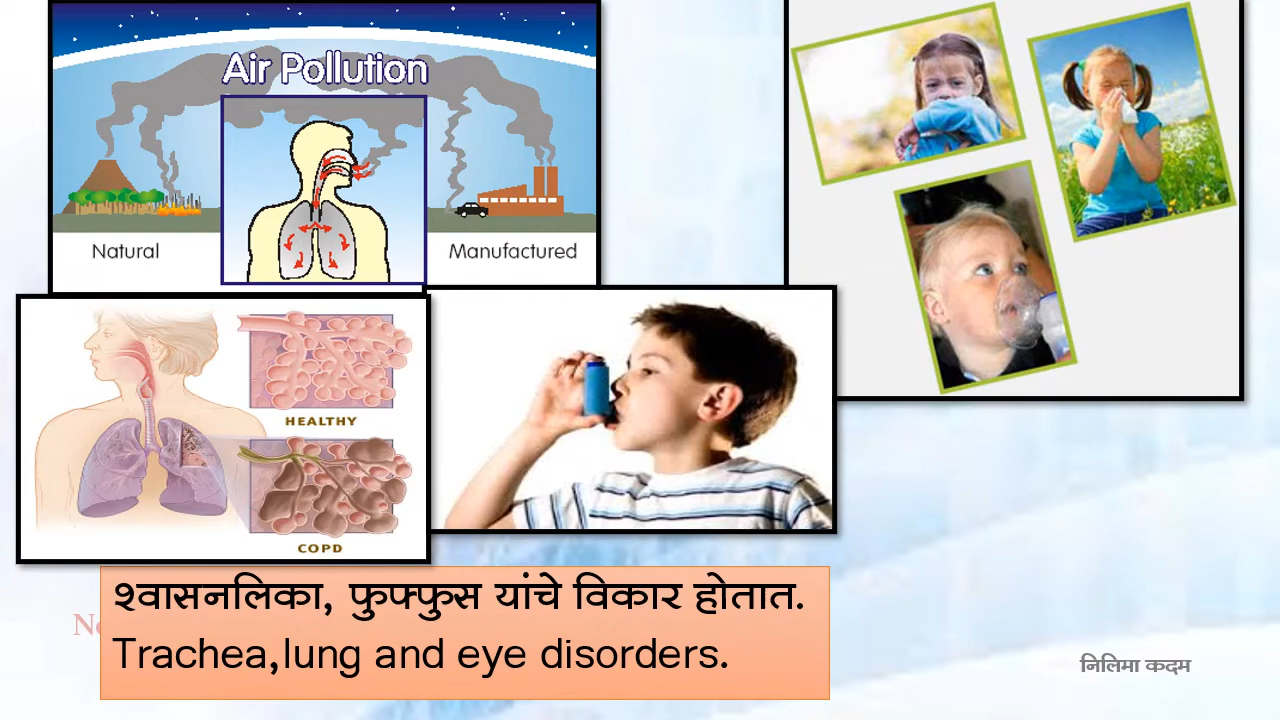 Air Pollution
Natural
Manufactured
HEALTHY
COPD
श्वासनलिका, फुफ्फुस यांचे विकार होतात.
Trachea,lung and eye disorders.
निलिमा कदम